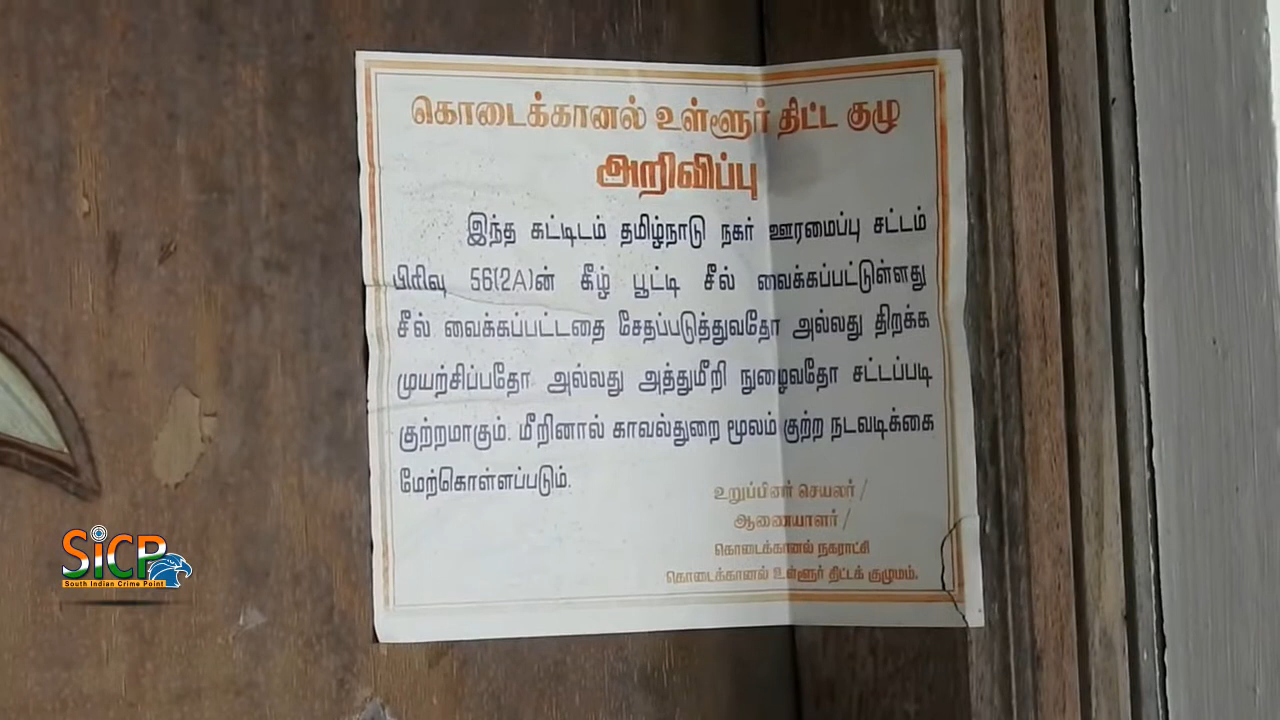 கொடைக்கானல் உள்ளூர் திட்ட குழு
அறிவிப்பு
இந்த கட்டிடம் தமிழ்நாடு நகர் ஊரமைப்பு சட்டம்
பிரிவு 56(2A)ன் கீழ் பூட்டி சீல் வைக்கப்பட்டுள்ளது
சீல் வைக்கப்பட்டதை சேதப்படுத்துவதோ அல்லது திறக்க
முயற்சிப்பதோ அல்லது அத்துமீறி நுழைவதோ சட்டப்படி
குற்றமாகும். மீறினால் காவல்துறை மூலம் குற்ற நடவடிக்கை
மேற்கொள்ளப்படும்.
உறுப்பினர் செயலர் /
ஆணையாளர் /
கொடைக்கானல் நகராட்சி
கொடைக்கானல் உள்ளூர் திட்டக் குழுமம்.
SiCP
South Indian Crime Point